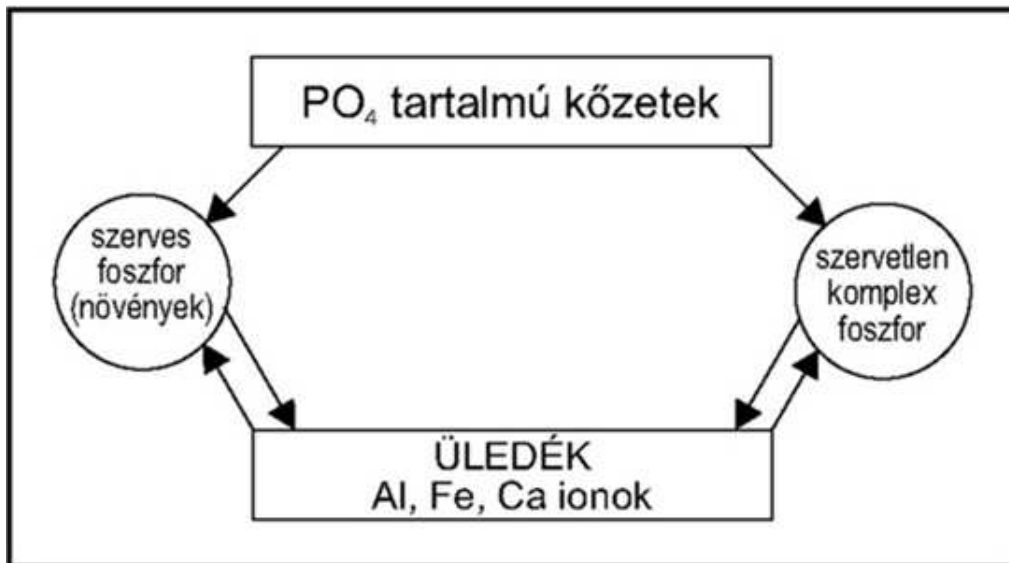 PO₄ tartalmú kőzetek
szerves
foszfor
(növények)
szervetlen
komplex
foszfor
ÜLEDÉK
Al, Fe, Ca ionok